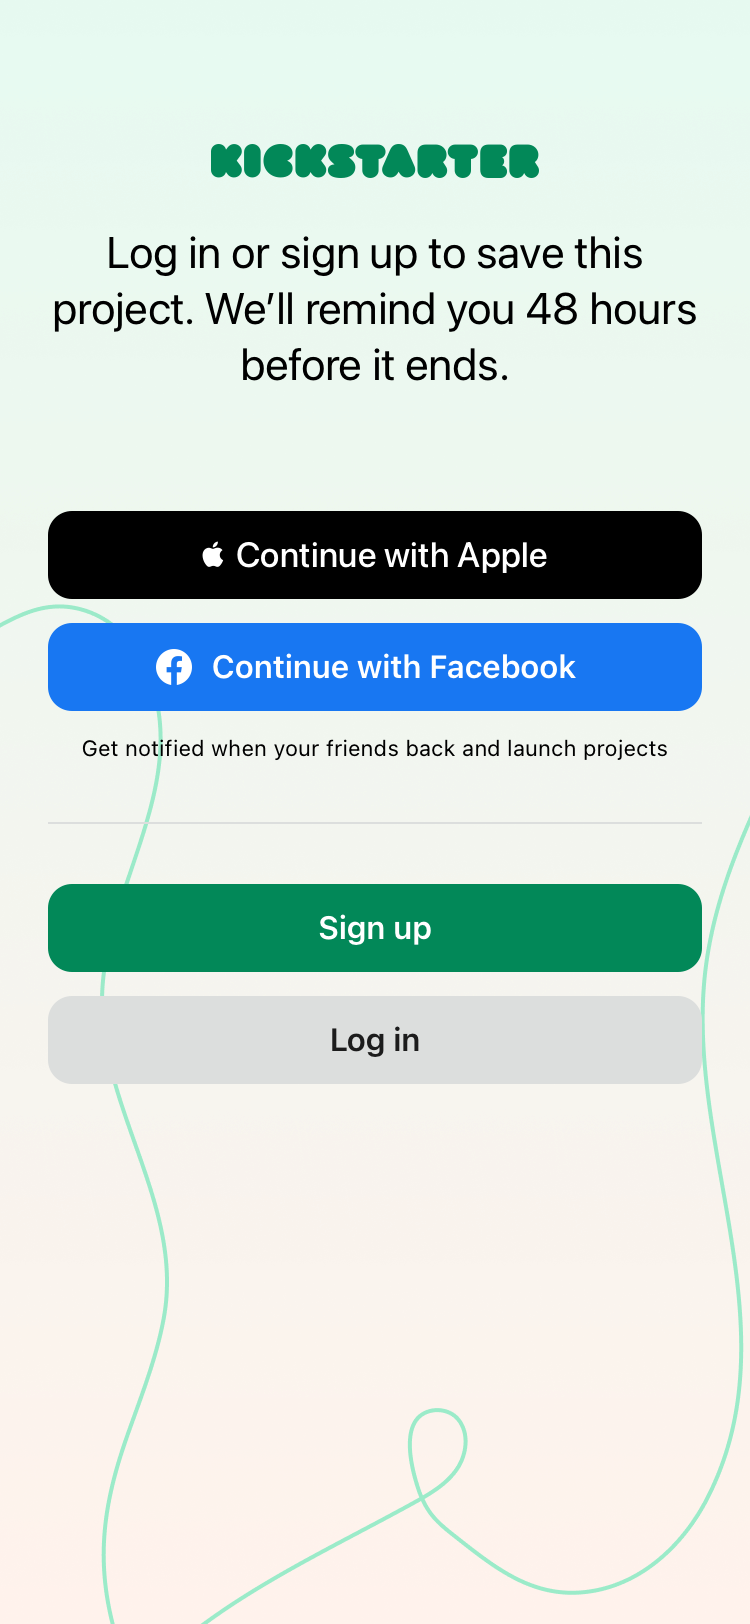 KICKSTARTER
Log in or sign up to save this
project. We’ll remind you 48 hours
before it ends.
Continue with Apple
Continue with Facebook
Get notified when your friends back and launch projects
Sign up
Log in